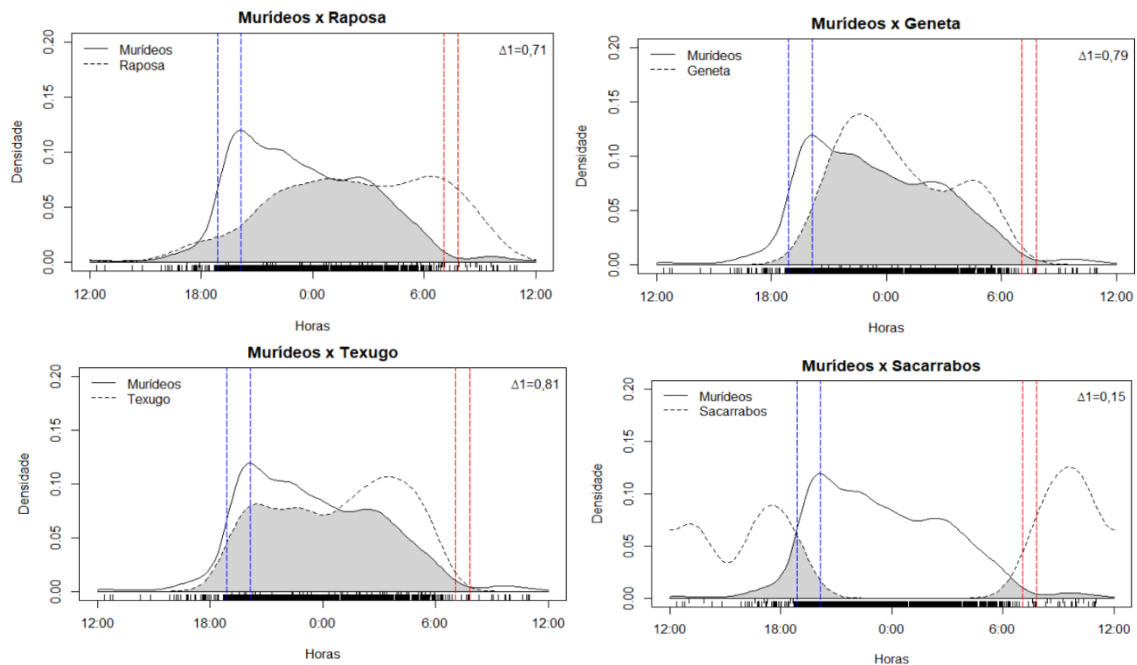 Murídeos x Raposa
Densidade
0.20
0.15
0.10
0.05
0.00
Murídeos
Raposa
Δ1=0,71
12:00 18:00 0:00 6:00 12:00
Horas
Murídeos x Geneta
Densidade
0.20
0.15
0.10
0.05
0.00
Murídeos
Geneta
Δ1=0,79
12:00 18:00 0:00 6:00 12:00
Horas
Murídeos x Texugo
Densidade
0.20
0.15
0.10
0.05
0.00
Murídeos
Texugo
Δ1=0,81
12:00 18:00 0:00 6:00 12:00
Horas
Murídeos x Sacarrabos
Densidade
0.20
0.15
0.10
0.05
0.00
Murídeos
Sacarrabos
Δ1=0,15
12:00 18:00 0:00 6:00 12:00
Horas